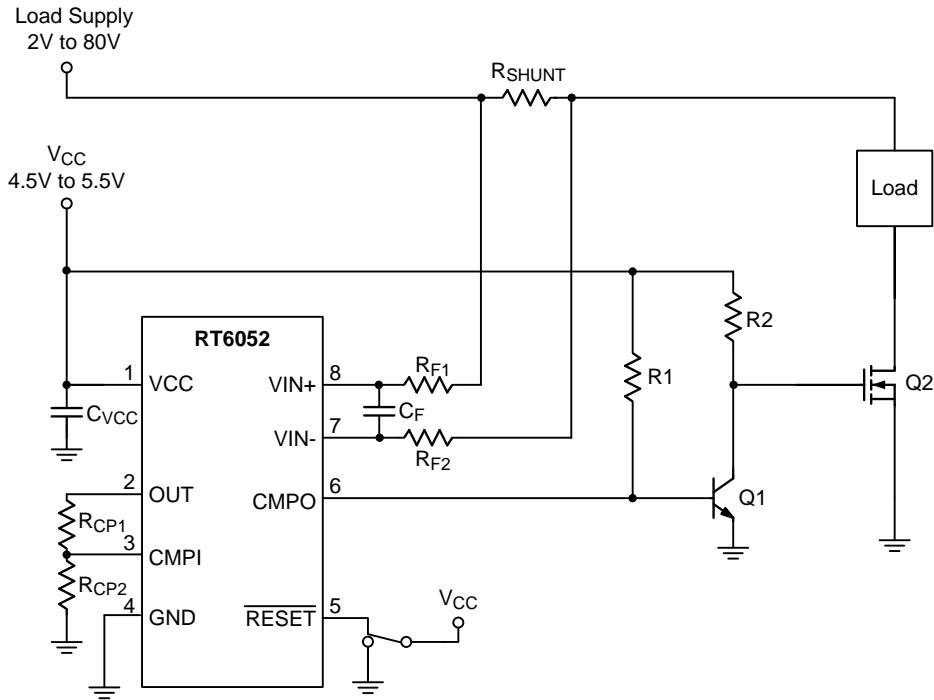 Load Supply
2V to 80V
RSHUNT
VCC
4.5V to 5.5V
Load
RT6052
R2
1 VCC
VIN+ 8
RF1
R1
Q2
CVCC
CF
VIN- 7
RF2
2 OUT
CMPO 6
Q1
RCP1
3 CMPI
RCP2
VCC
4 GND
RESET 5